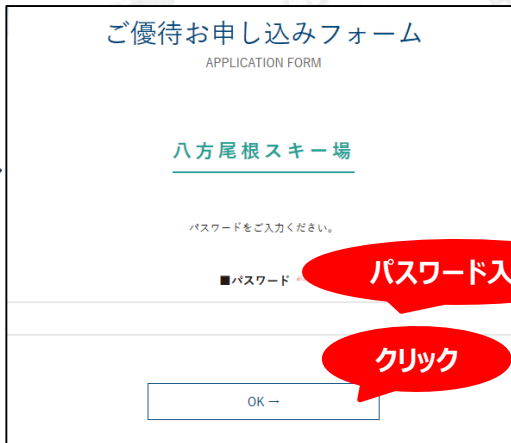 ご優待お申し込みフォーム
APPLICATION FORM
八方尾根スキー場
パスワードをご入力ください。
■パスワード
パスワード入
クリック
OK →